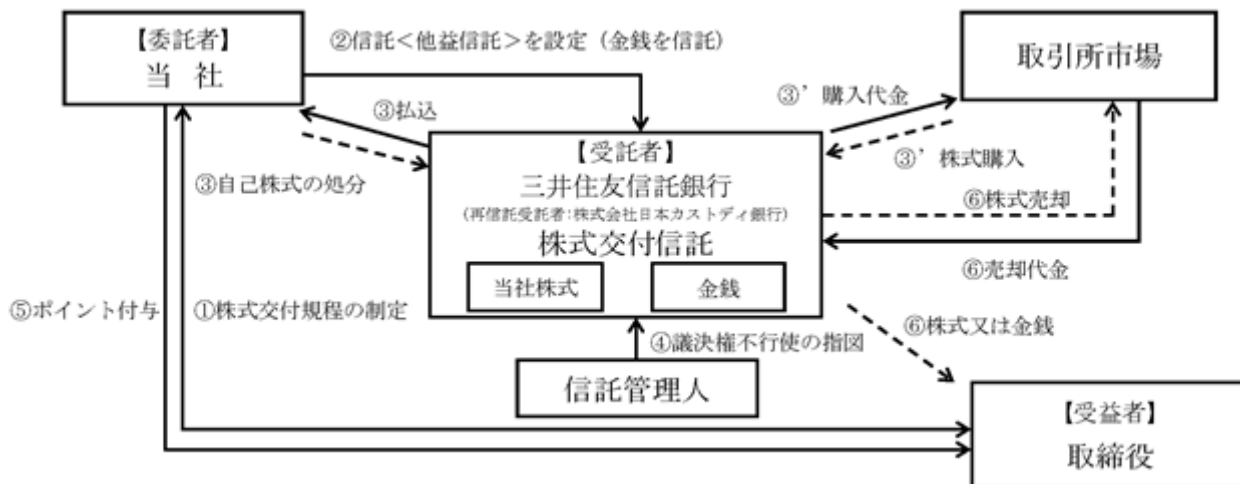 【委託者】
当 社
②信託<他益信託>を設定（金銭を信託）
取引所市場
③払込
③’購入代金
③’株式購入
③自己株式の処分
【受託者】
三井住友信託銀行
(再信託受託者:株式会社日本カストディ銀行)
株式交付信託
当社株式
金銭
⑥株式売却
⑥売却代金
⑤ポイント付与
①株式交付規程の制定
④議決権不行使の指図
⑥株式又は金銭
信託管理人
【受益者】
取締役